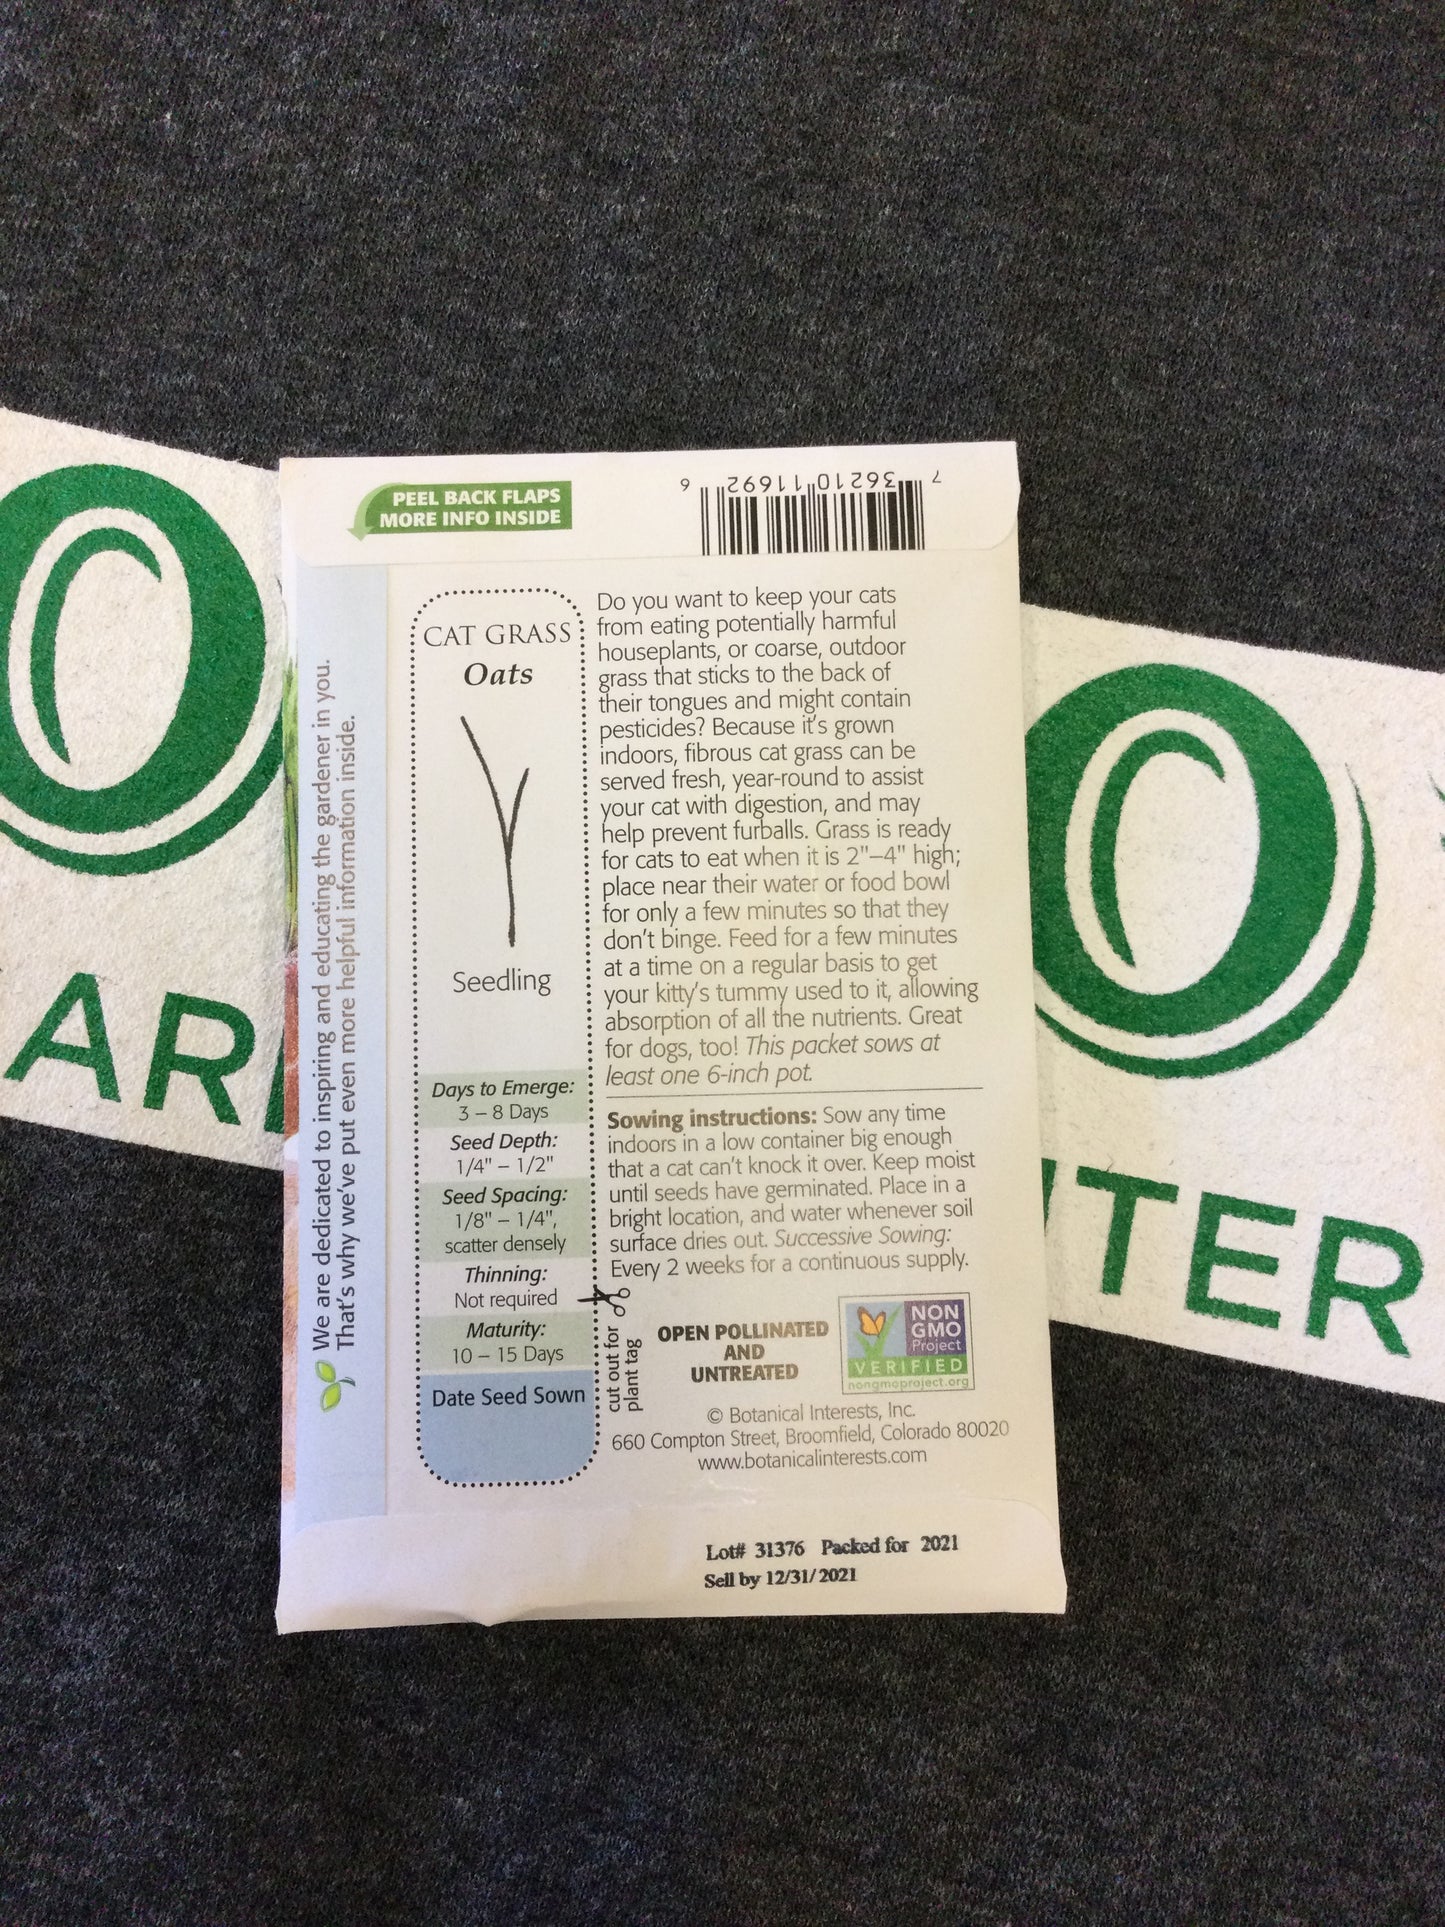 PEEL BACK FLAPS
MORE INFO INSIDE
7 36210 11692 6
CAT GRASS
Oats
Seedling
Days to Emerge:
3 – 8 Days
Seed Depth:
1/4" – 1/2"
Seed Spacing:
1/8" – 1/4",
scatter densely
Thinning:
Not required
Maturity:
10 – 15 Days
Date Seed Sown
cut out for
plant tag
We are dedicated to inspiring and educating the gardener in you.
That's why we've put even more helpful information inside.
Do you want to keep your cats
from eating potentially harmful
houseplants, or coarse, outdoor
grass that sticks to the back of
their tongues and might contain
pesticides? Because it's grown
indoors, fibrous cat grass can be
served fresh, year-round to assist
your cat with digestion, and may
help prevent furballs. Grass is ready
for cats to eat when it is 2"–4" high;
place near their water or food bowl
for only a few minutes so that they
don't binge. Feed for a few minutes
at a time on a regular basis to get
your kitty's tummy used to it, allowing
absorption of all the nutrients. Great
for dogs, too! This packet sows at
least one 6-inch pot.
Sowing instructions: Sow any time
indoors in a low container big enough
that a cat can't knock it over. Keep moist
until seeds have germinated. Place in a
bright location, and water whenever soil
surface dries out. Successive Sowing:
Every 2 weeks for a continuous supply.
OPEN POLLINATED
AND
UNTREATED
NON
GMO
Project
VERIFIED
nongmoproject.org
© Botanical Interests, Inc.
660 Compton Street, Broomfield, Colorado 80020
www.botanicalinterests.com
Lot# 31376 Packed for 2021
Sell by 12/31/2021
O
O
AR
TER